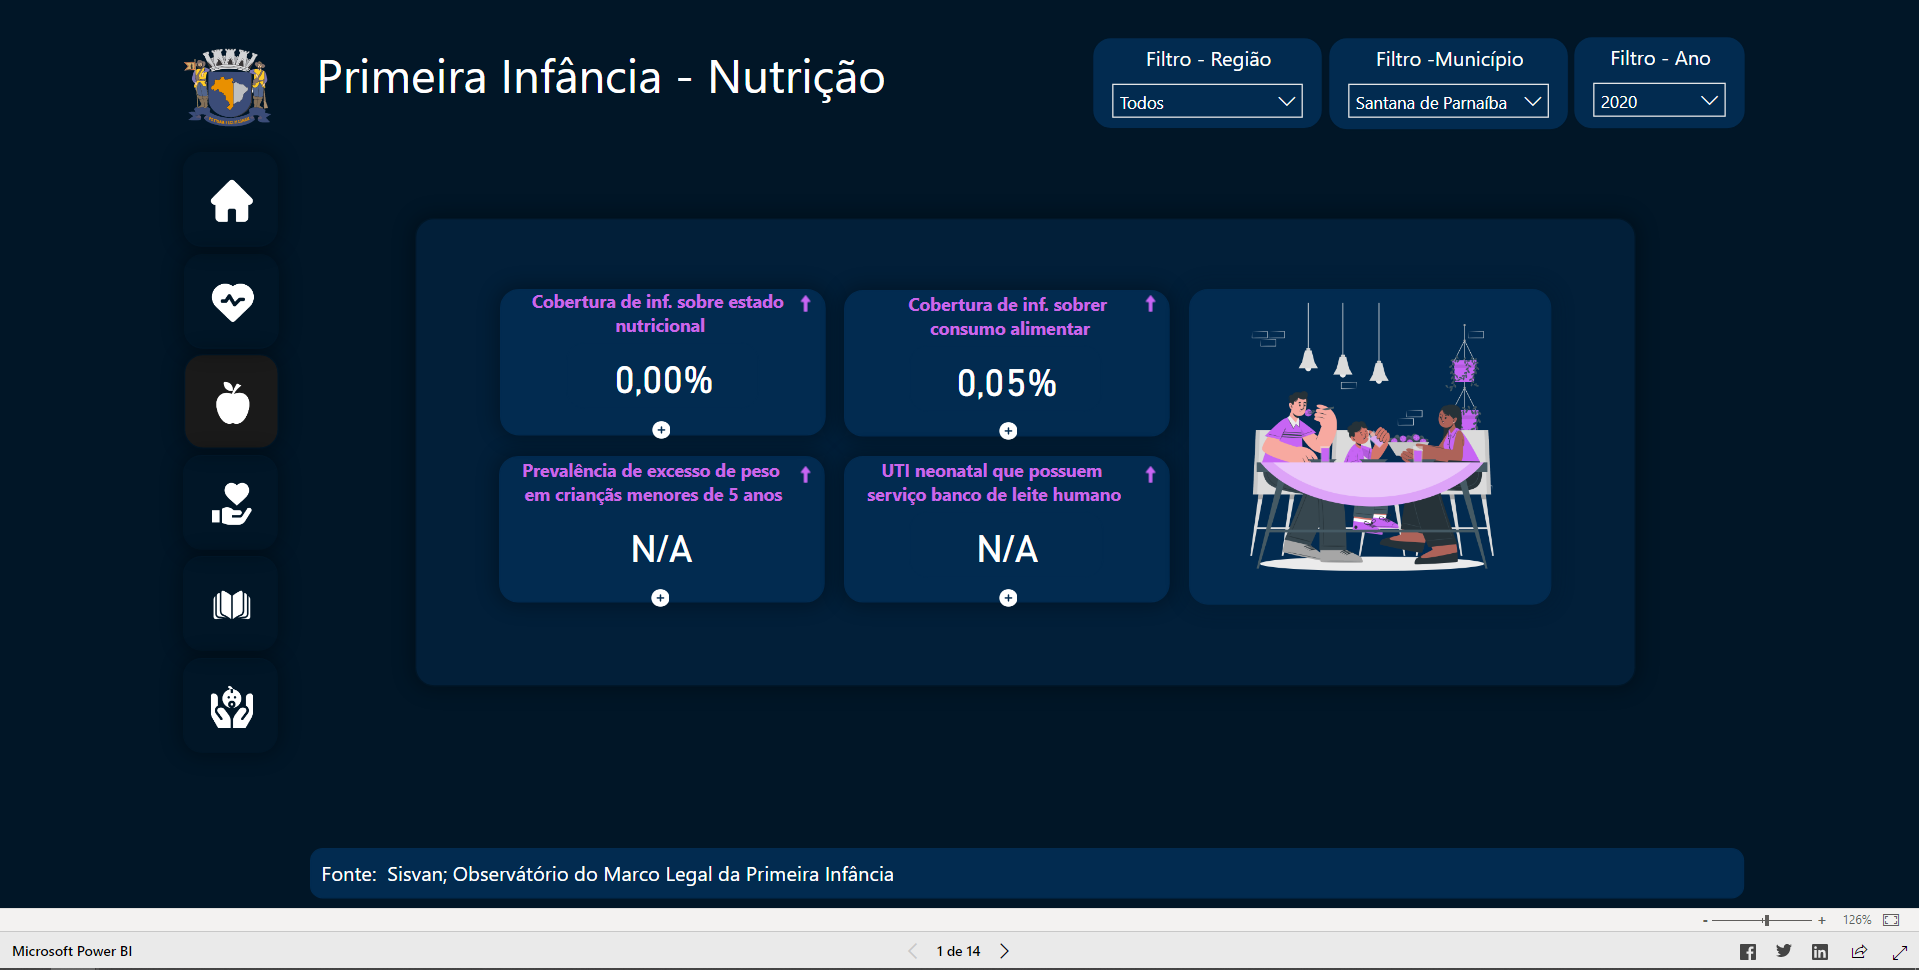 Primeira Infância - Nutrição
Filtro - Região
Todos
Filtro -Município
Santana de Parnaíba
Filtro - Ano
2020
Cobertura de inf. sobre estado
nutricional
0,00%
Cobertura de inf. sobrer
consumo alimentar
0,05%
Prevalência de excesso de peso
em criançãs menores de 5 anos
N/A
UTI neonatal que possuem
serviço banco de leite humano
N/A
Fonte:  Sisvan; Observátório do Marco Legal da Primeira Infância
- + 126%
Microsoft Power BI
1 de 14